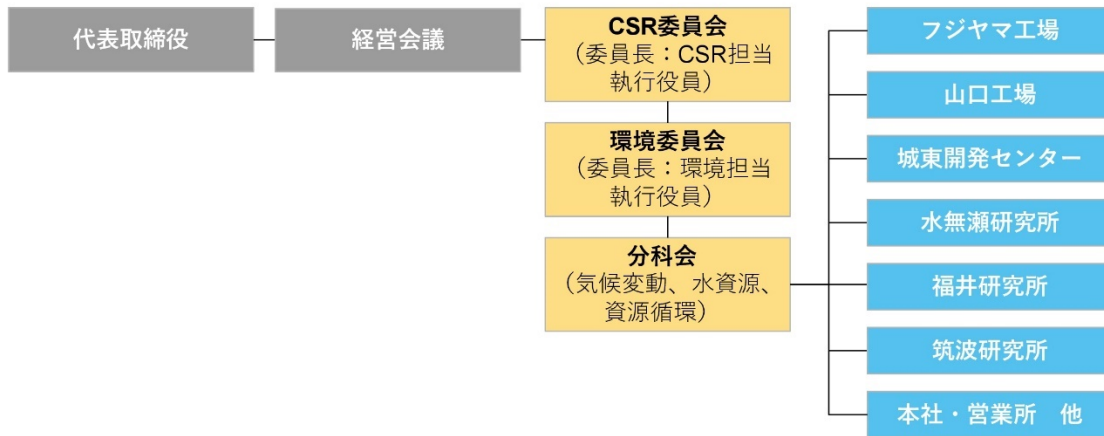 代表取締役
経営会議
CSR委員会
（委員長：CSR担当
執行役員）
環境委員会
（委員長：環境担当
執行役員）
分科会
（気候変動、水資源、
資源循環）
フジヤマ工場
山口工場
城東開発センター
水無瀬研究所
福井研究所
筑波研究所
本社・営業所　他